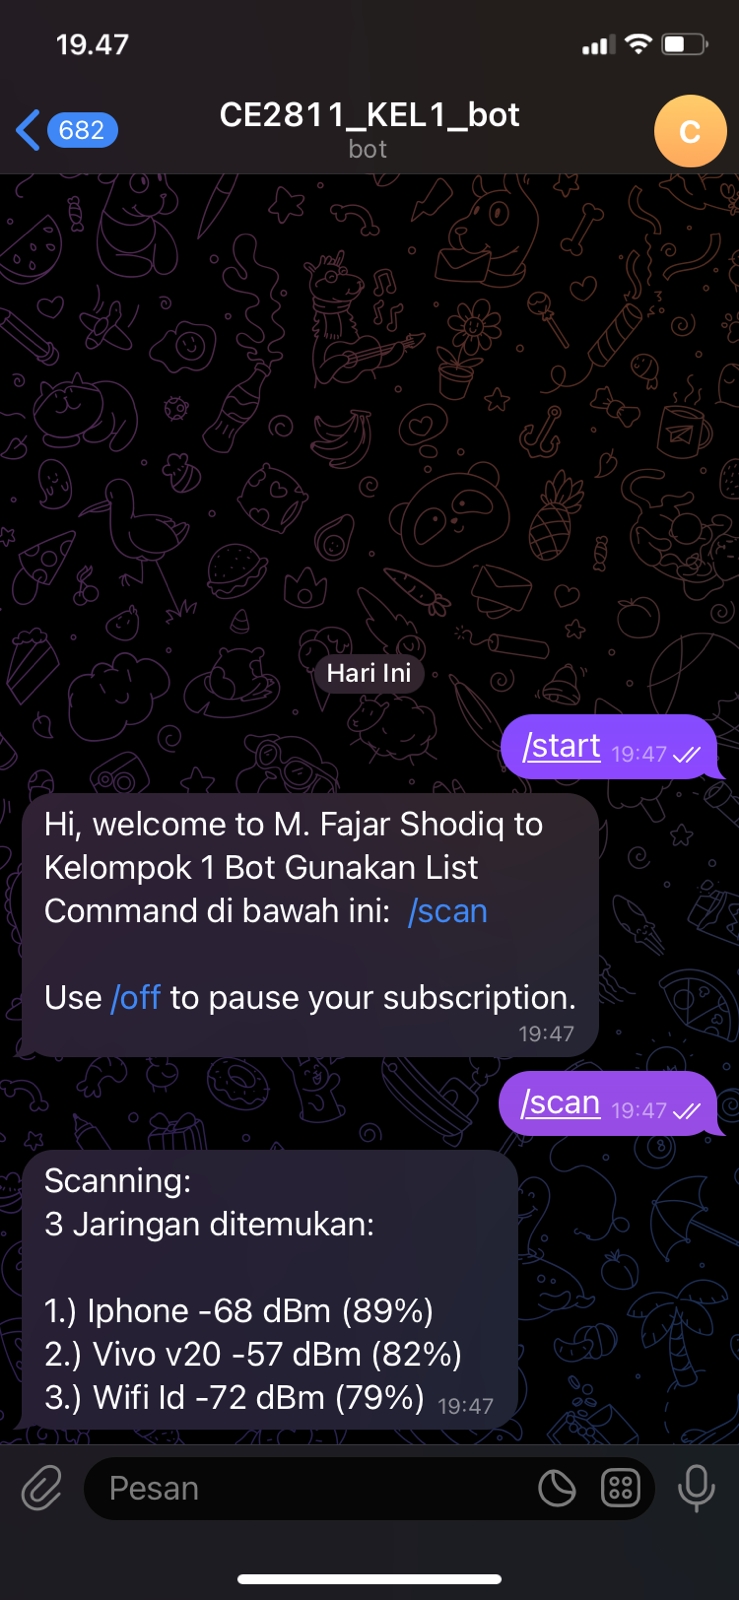 19.47
682
CE2811_KEL1_bot
bot
C
Hari Ini
/start 19:47
Hi, welcome to M. Fajar Shodiq to
Kelompok 1 Bot Gunakan List
Command di bawah ini:  /scan
Use /off to pause your subscription.
19:47
/scan 19:47
Scanning:
3 Jaringan ditemukan:
1.) Iphone -68 dBm (89%)
2.) Vivo v20 -57 dBm (82%)
3.) Wifi Id -72 dBm (79%) 19:47
Pesan